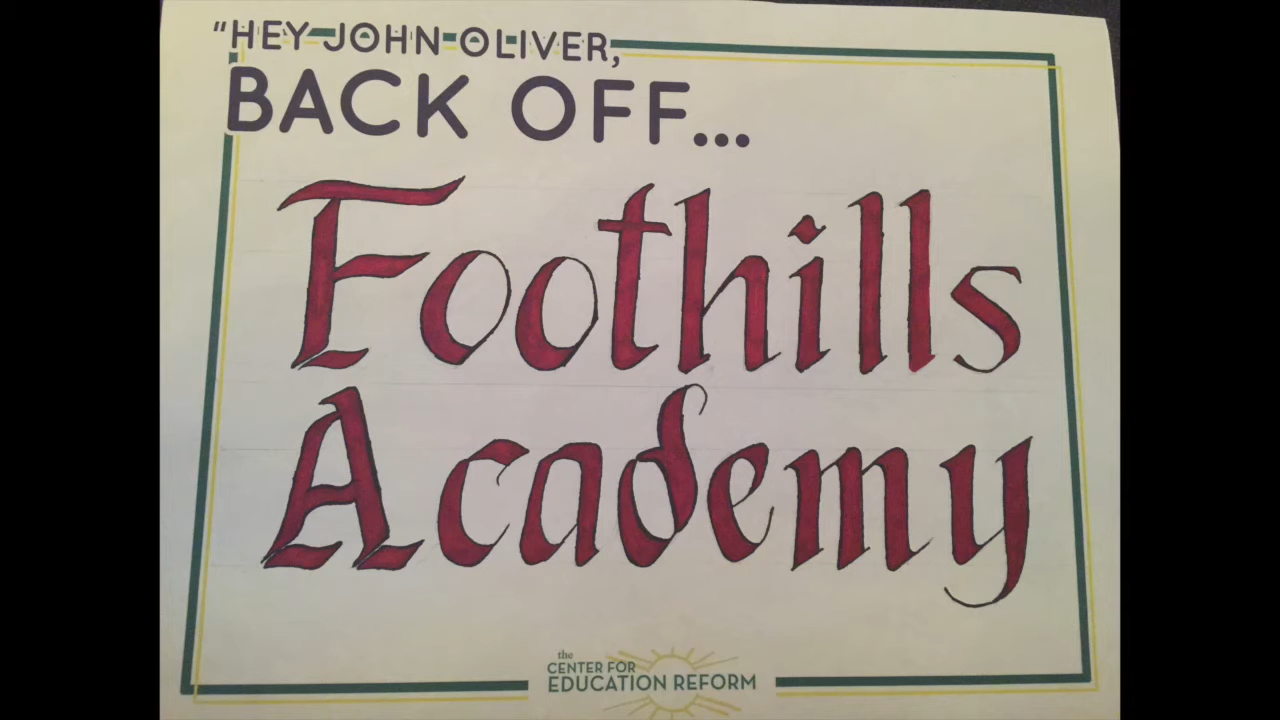 "HEY JOHN OLIVER,
BACK OFF...
Foothills
Academy
the
CENTER FOR
EDUCATION REFORM